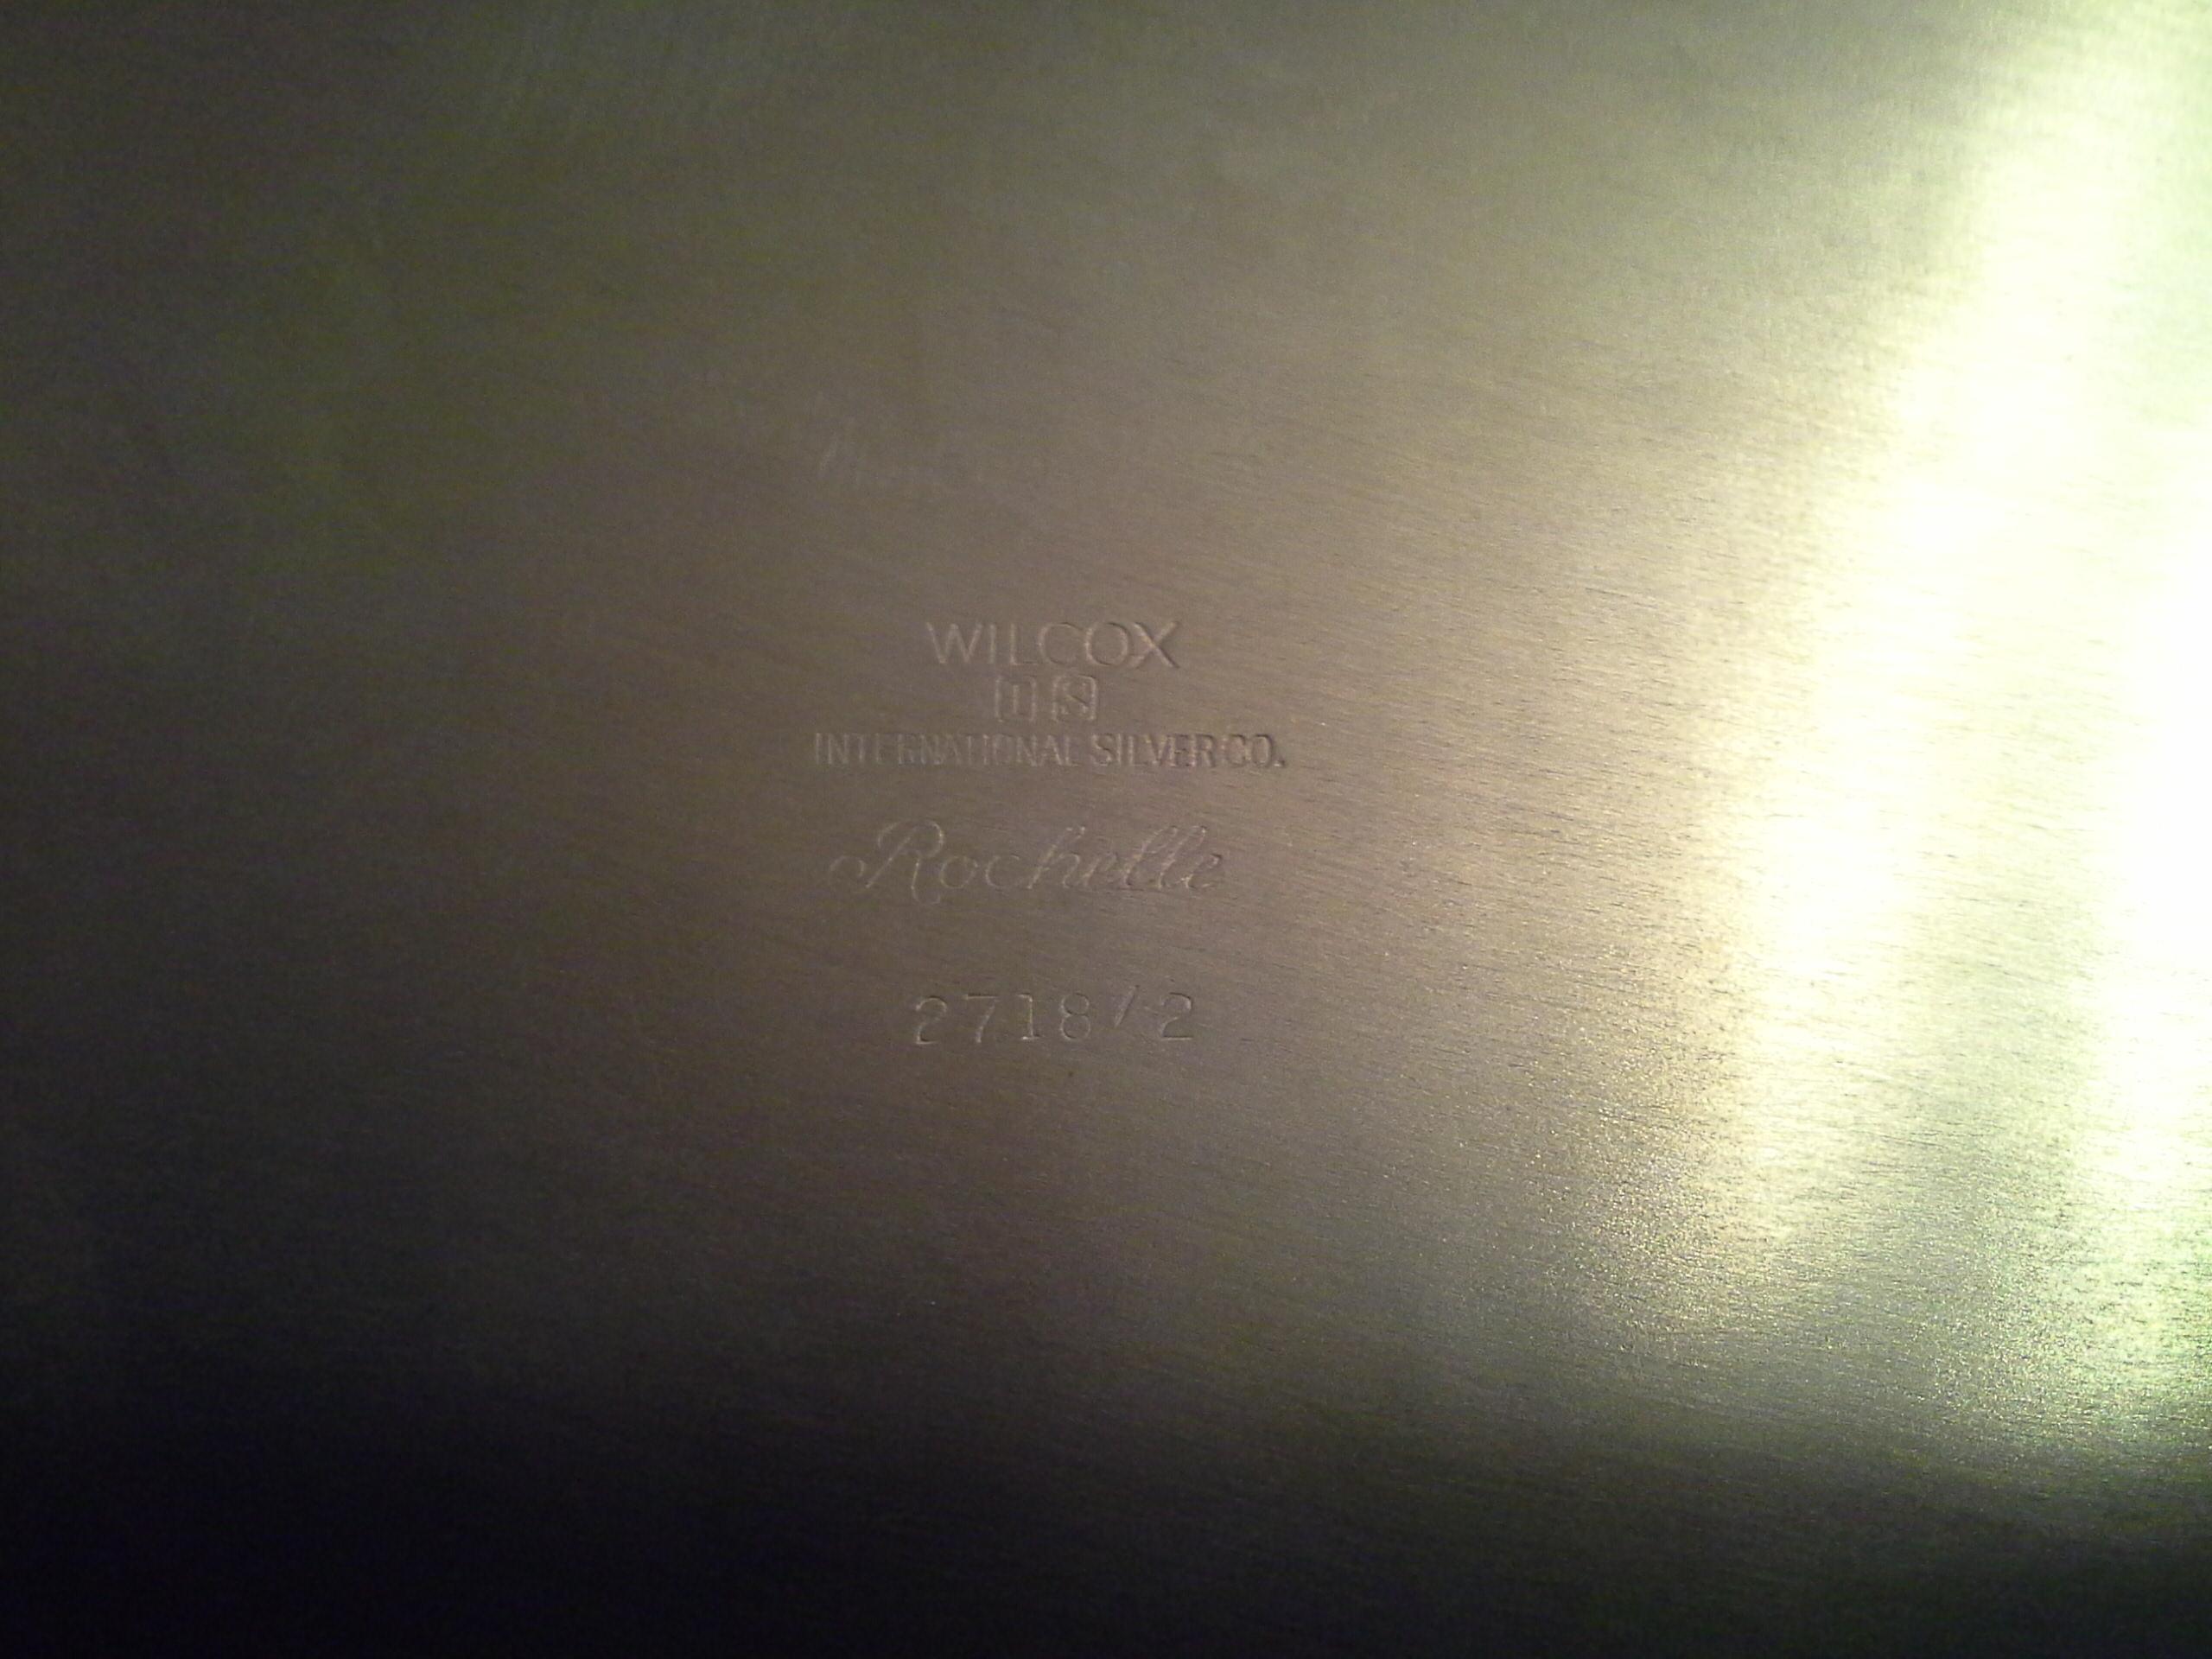 WILCOX
IS
INTERNATIONAL SILVER CO.
Rochelle
2718/2